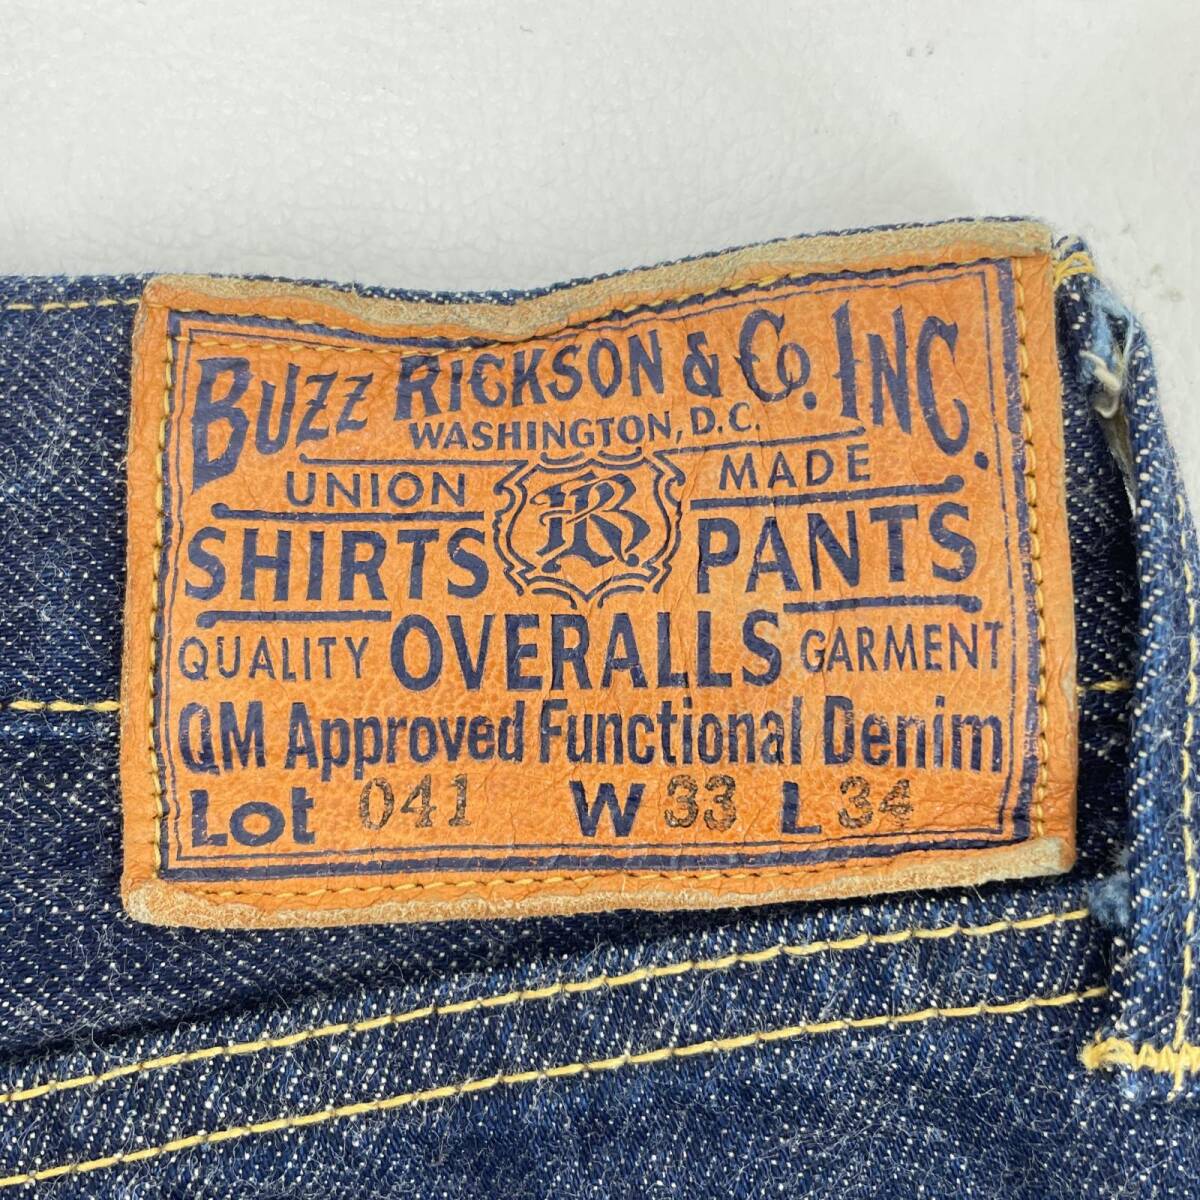 BUZZ RICKSON & CO. INC.
WASHINGTON, D.C.
UNION MADE
SHIRTS PANTS
BR
QUALITY OVERALLS GARMENT
QM Approved Functional Denim
Lot 041 W 33 L 34